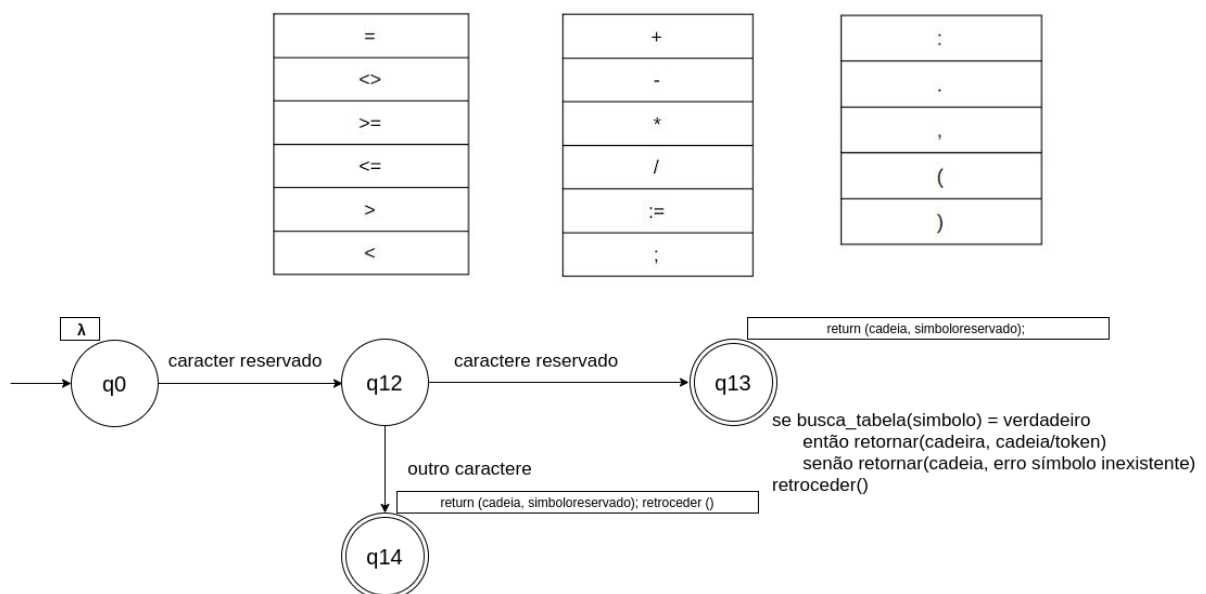 =
<>
>=
<=
>
<
+
-
*
/
:=
;
:
.
,
(
)
λ
q0
caracter reservado
q12
caractere reservado
q13
return (cadeia, simboloreservado);
se busca_tabela(simbolo) = verdadeiro
então retornar(cadeira, cadeia/token)
senão retornar(cadeia, erro símbolo inexistente)
retroceder()
outro caractere
return (cadeia, simboloreservado); retroceder ()
q14